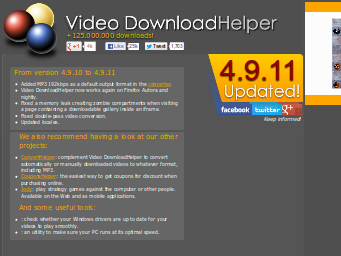 Video DownloadHelper
+125,000,000 downloads!
+1 4k Like 25k Tweet 1,703
From version 4.9.10 to 4.9.11
Added MP3 192kbps as a default output format in the converter
Video DownloadHelper now works again on Firefox Aurora and
nightly.
Fixed a memory leak creating zombie compartments when visiting
a page containing a downloadable gallery inside an iframe.
Fixed double-pass video conversion.
Updated locales.
4.9.11
Updated!
facebook twitter g+
Keep informed
We also recommend having a look at our other
projects:
ConvertHelper: complement Video DownloadHelper to convert
automatically or manually downloaded videos to whatever format,
including MP3.
CouponsHelper: the easiest way to get coupons for discount when
purchasing online.
: play strategy games against the computer or other people.
Available on the Web and as mobile applications.
And some useful tools:
: check whether your Windows drivers are up to date for your
videos to play smoothly.
: an utility to make sure your PC runs at its optimal speed.